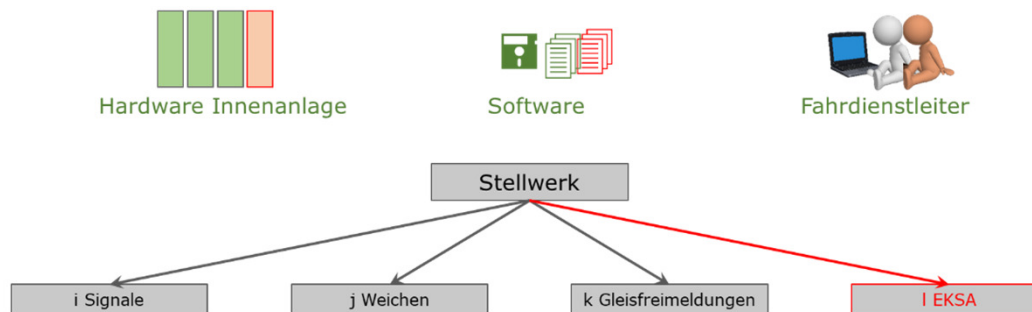 Hardware Innenanlage
Software
Fahrdienstleiter
Stellwerk
i Signale
j Weichen
k Gleisfreimeldungen
l EKSA